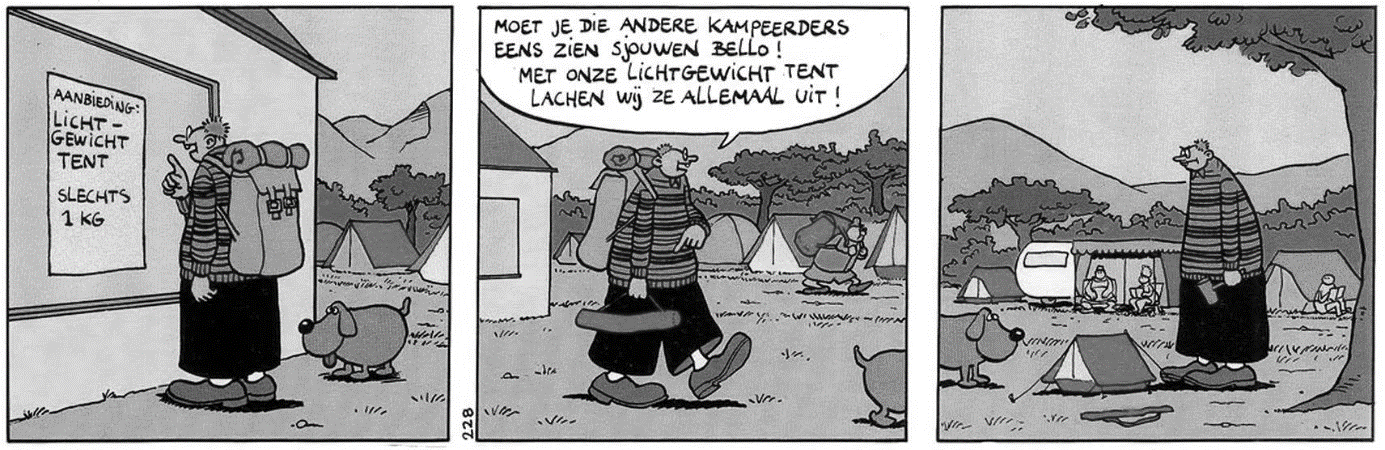 AANBIEDING:
LICHT-
GEWICHT
TENT
SLECHTS
1 KG
MOET JE DIE ANDERE KAMPEERDERS
EENS ZIEN SJOUWEN BELLO!
MET ONZE LICHTGEWICHT TENT
LACHEN WIJ ZE ALLEMAAL UIT!
228